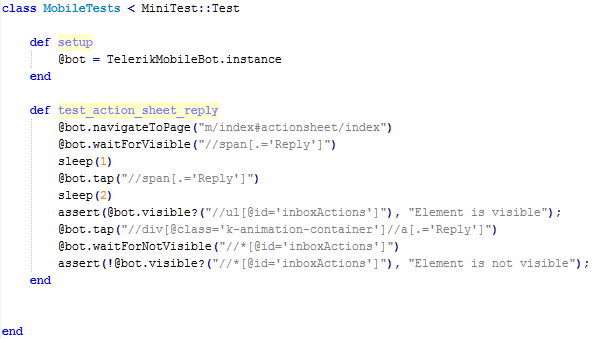 class MobileTests < MiniTest::Test
def setup
@bot = TelerikMobileBot.instance
end
def test_action_sheet_reply
@bot.navigateToPage("m/index#actionsheet/index")
@bot.waitForVisible("//span[.='Reply']")
sleep(1)
@bot.tap("//span[.='Reply']")
sleep(2)
assert(@bot.visible?("//ul[@id='inboxActions']"), "Element is visible");
@bot.tap("//div[@class='k-animation-container']//a[.='Reply']")
@bot.waitForNotVisible("//*[@id='inboxActions']")
assert(!@bot.visible?("//*[@id='inboxActions']"), "Element is not visible");
end
end